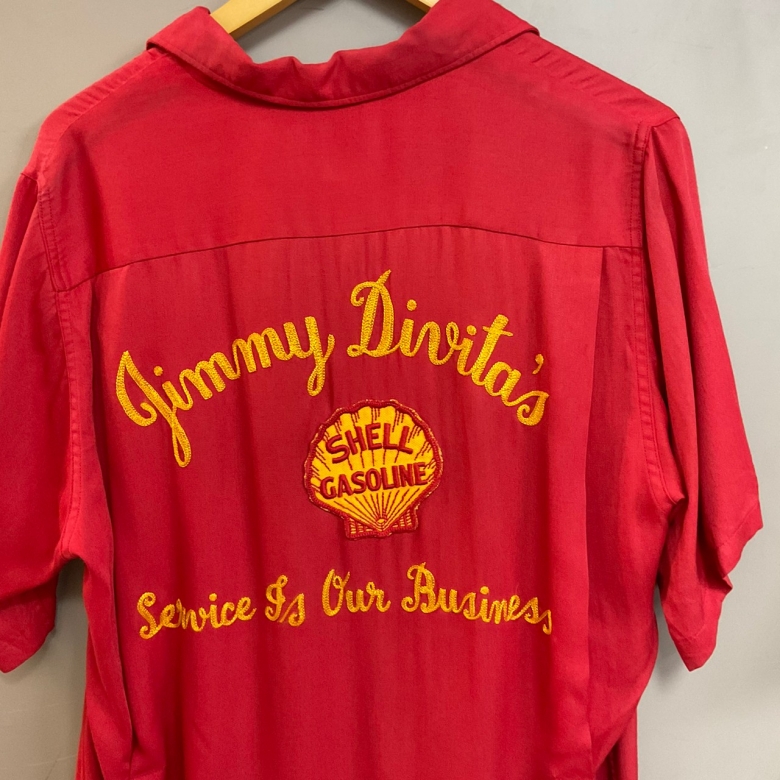 Jimmy Divita's
SHELL
GASOLINE
Service Is Our Business